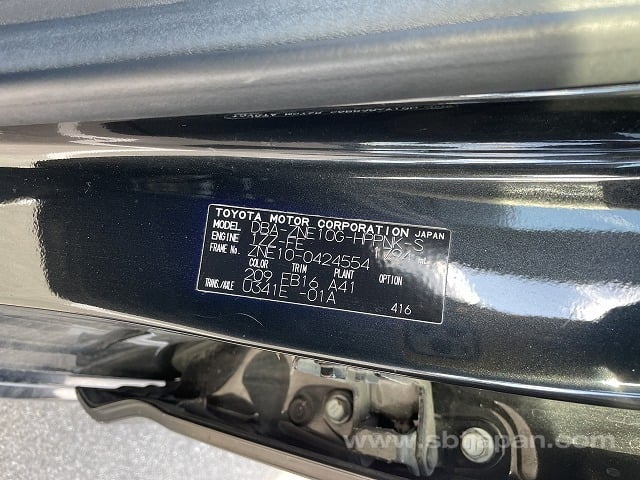 TOYOTA MOTOR CORPORATION JAPAN
MODEL DBA-ZNE10G-HPPNK-S
ENGINE 1ZZ-FE 1794 mL
FRAME No. ZNE10-0424554
COLOR TRIM PLANT OPTION
209 EB16 A41
TRANS./AXLE U341E -01A
416
www.sbtjapan.com